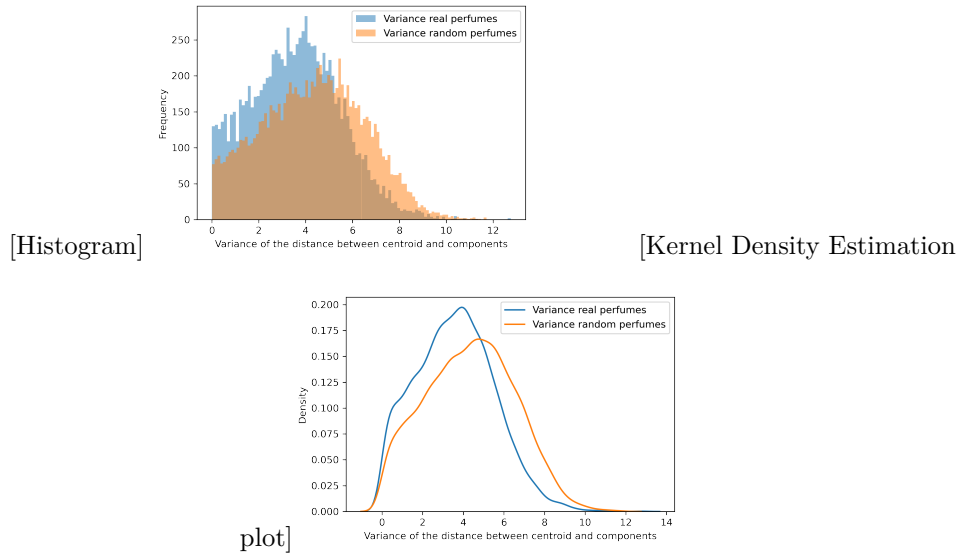 Variance real perfumes
Variance random perfumes
250
200
150
100
50
0
Frequency
0 2 4 6 8 10 12
Variance of the distance between centroid and components
[Histogram]
[Kernel Density Estimation
Variance real perfumes
Variance random perfumes
0.200
0.175
0.150
0.125
0.100
0.075
0.050
0.025
0.000
Density
0 2 4 6 8 10 12 14
Variance of the distance between centroid and components
plot]